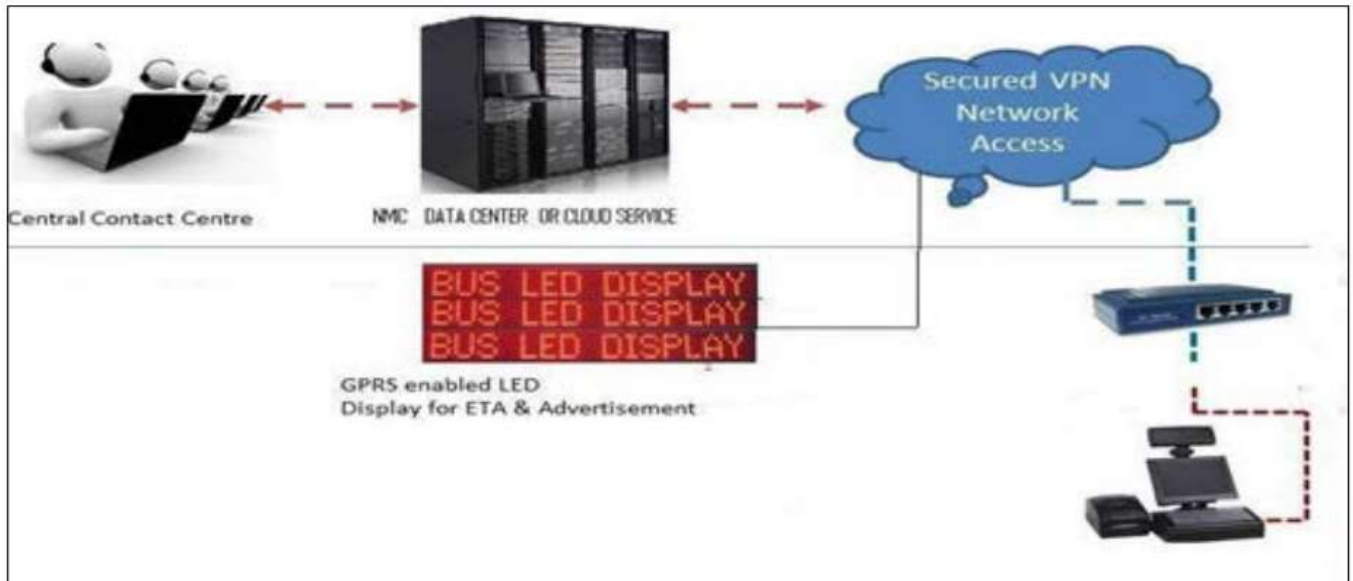 Secured VPN
Network
Access
Central Contact Centre
NMC DATA CENTER OR CLOUD SERVICE
BUS LED DISPLAY
BUS LED DISPLAY
BUS LED DISPLAY
GPRS enabled LED
Display for ETA & Advertisement